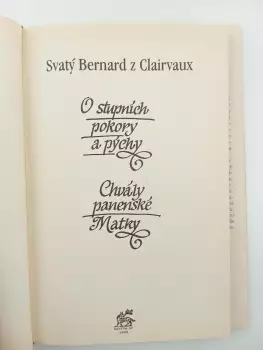 Svatý Bernard z Clairvaux
O stupních
pokory
a pýchy
Chvály
panenské
Matky